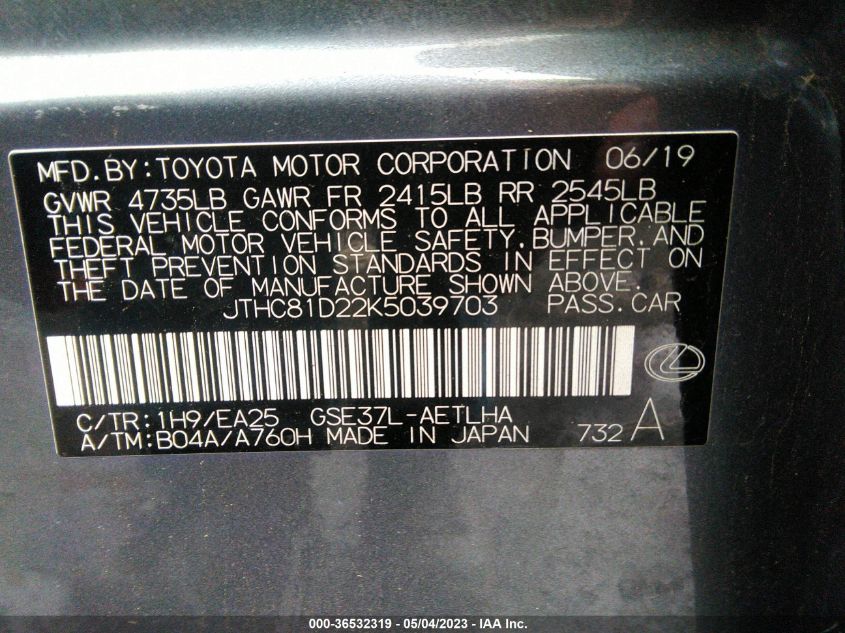 MFD.BY:TOYOTA MOTOR CORPORATION 06/19
GVWR 4735LB GAWR FR 2415LB RR 2545LB
THIS VEHICLE CONFORMS TO ALL APPLICABLE
FEDERAL MOTOR VEHICLE SAFETY,BUMPER,AND
THEFT PREVENTION STANDARDS IN EFFECT ON
THE DATE OF MANUFACTURE SHOWN ABOVE.
JTHC81D22K5039703 PASS.CAR
C/TR:1H9/EA25 GSE37L-AETLHA
A/TM:B04A/A760H MADE IN JAPAN 732 A
000-36532319 - 05/04/2023 - IAA Inc.